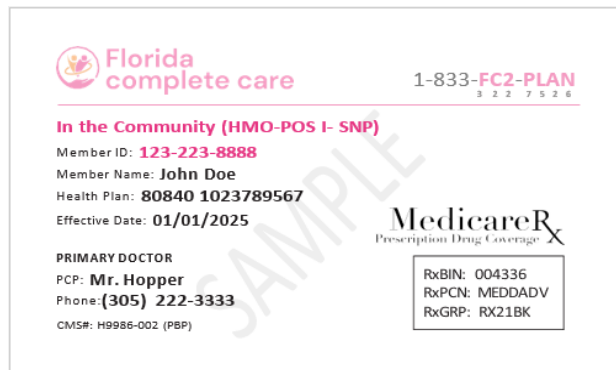 Florida
complete care
1-833-FC2-PLAN
3 2 2 7 5 2 6
In the Community (HMO-POS I- SNP)
Member ID: 123-223-8888
Member Name: John Doe
Health Plan: 80840 1023789567
Effective Date: 01/01/2025
MedicareRx
Prescription Drug Coverage
PRIMARY DOCTOR
PCP: Mr. Hopper
Phone:(305) 222-3333
CMS#: H9986-002 (PBP)
RxBIN: 004336
RxPCN: MEDDADV
RxGRP: RX21BK
SAMPLE